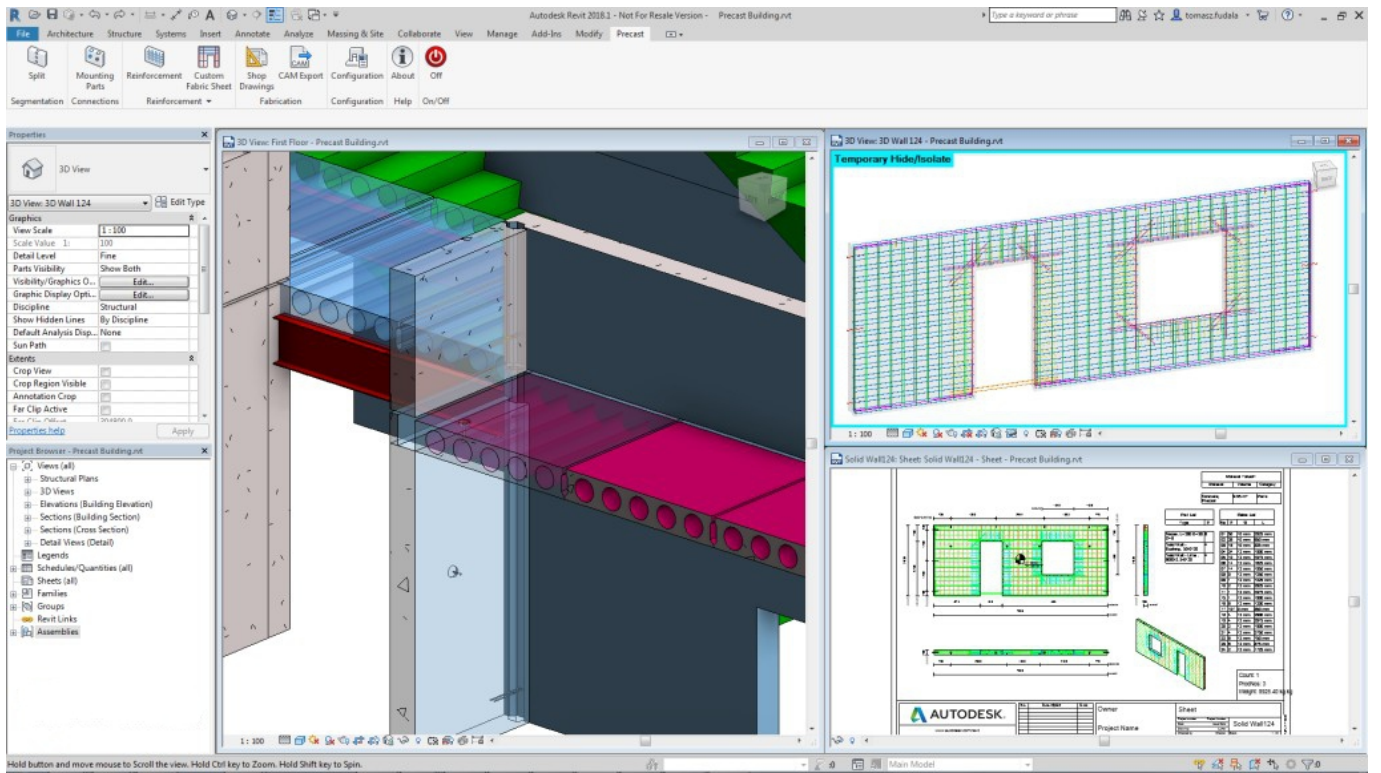 Autodesk Revit 2018.1 - Not For Resale Version - Precast Building.rvt
Type a keyword or phrase
tomasz.fudala
File Architecture Structure Systems Insert Annotate Analyze Massing & Site Collaborate View Manage Add-Ins Modify Precast
Split
Mounting Parts
Reinforcement
Custom Fabric Sheet
Shop Drawings
CAM
CAM Export
Configuration
About
Off
Segmentation Connections Reinforcement Fabrication Configuration Help On/Off
Properties
3D View
3D View: 3D Wall 124
Edit Type
Graphics
View Scale 1 : 100
Scale Value 1: 100
Detail Level Fine
Parts Visibility Show Both
Visibility/Graphics O... Edit...
Graphic Display Opti... Edit...
Discipline Structural
Show Hidden Lines By Discipline
Default Analysis Disp... None
Sun Path
Extents
Crop View
Crop Region Visible
Annotation Crop
Far Clip Active
Properties help
Apply
Project Browser - Precast Building.rvt
Views (all)
Structural Plans
3D Views
Elevations (Building Elevation)
Sections (Building Section)
Sections (Cross Section)
Detail Views (Detail)
Legends
Schedules/Quantities (all)
Sheets (all)
Families
Groups
Revit Links
Assemblies
3D View: First Floor - Precast Building.rvt
1 : 100
3D View: 3D Wall 124 - Precast Building.rvt
Temporary Hide/Isolate
1 : 100
Solid Wall124: Sheet: Solid Wall124 - Sheet - Precast Building.rvt
Count: 1
AUTODESK.
Owner
Project Name
Sheet
Solid Wall124
Hold button and move mouse to Scroll the view. Hold Ctrl key to Zoom. Hold Shift key to Spin.
:0
Main Model
:0